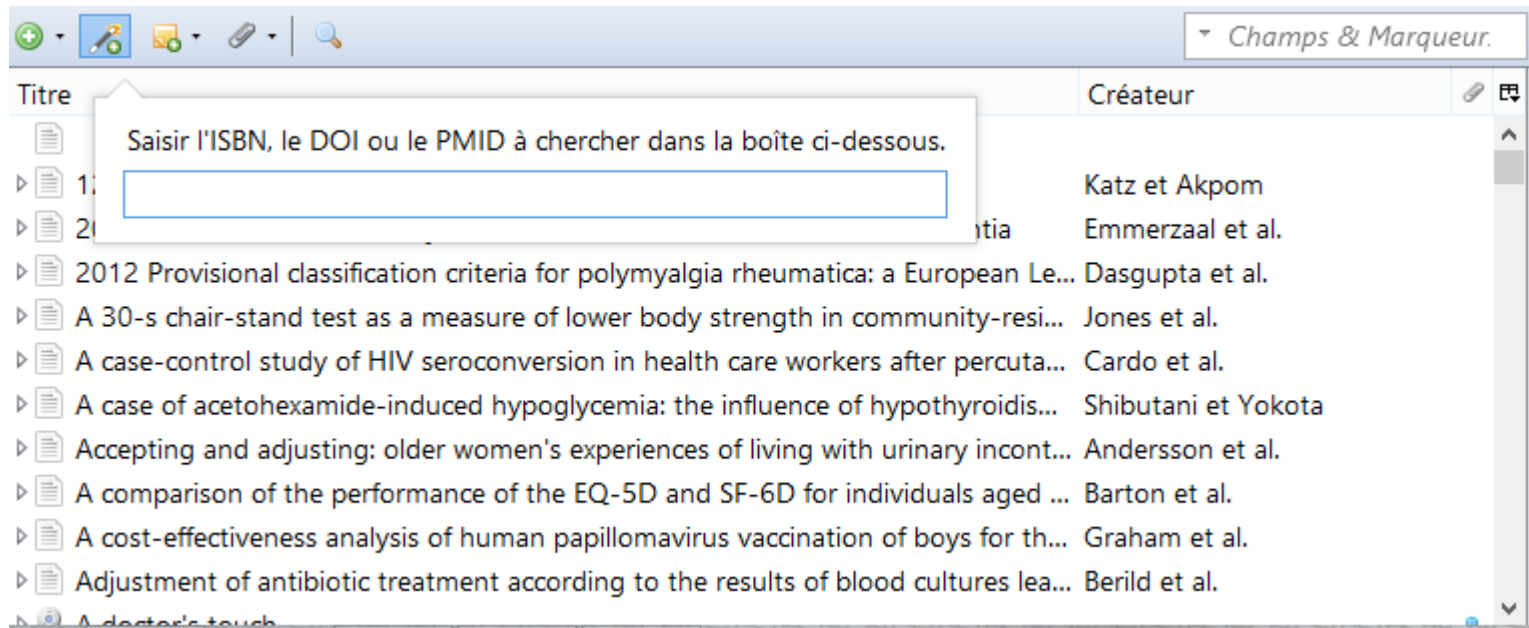 Champs & Marqueur.
Titre Créateur
Saisir l'ISBN, le DOI ou le PMID à chercher dans la boîte ci-dessous.
Katz et Akpom
ntia Emmerzaal et al.
2012 Provisional classification criteria for polymyalgia rheumatica: a European Le... Dasgupta et al.
A 30-s chair-stand test as a measure of lower body strength in community-resi... Jones et al.
A case-control study of HIV seroconversion in health care workers after percuta... Cardo et al.
A case of acetohexamide-induced hypoglycemia: the influence of hypothyroidis... Shibutani et Yokota
Accepting and adjusting: older women's experiences of living with urinary incont... Andersson et al.
A comparison of the performance of the EQ-5D and SF-6D for individuals aged ... Barton et al.
A cost-effectiveness analysis of human papillomavirus vaccination of boys for th... Graham et al.
Adjustment of antibiotic treatment according to the results of blood cultures lea... Berild et al.
A doctor's touch